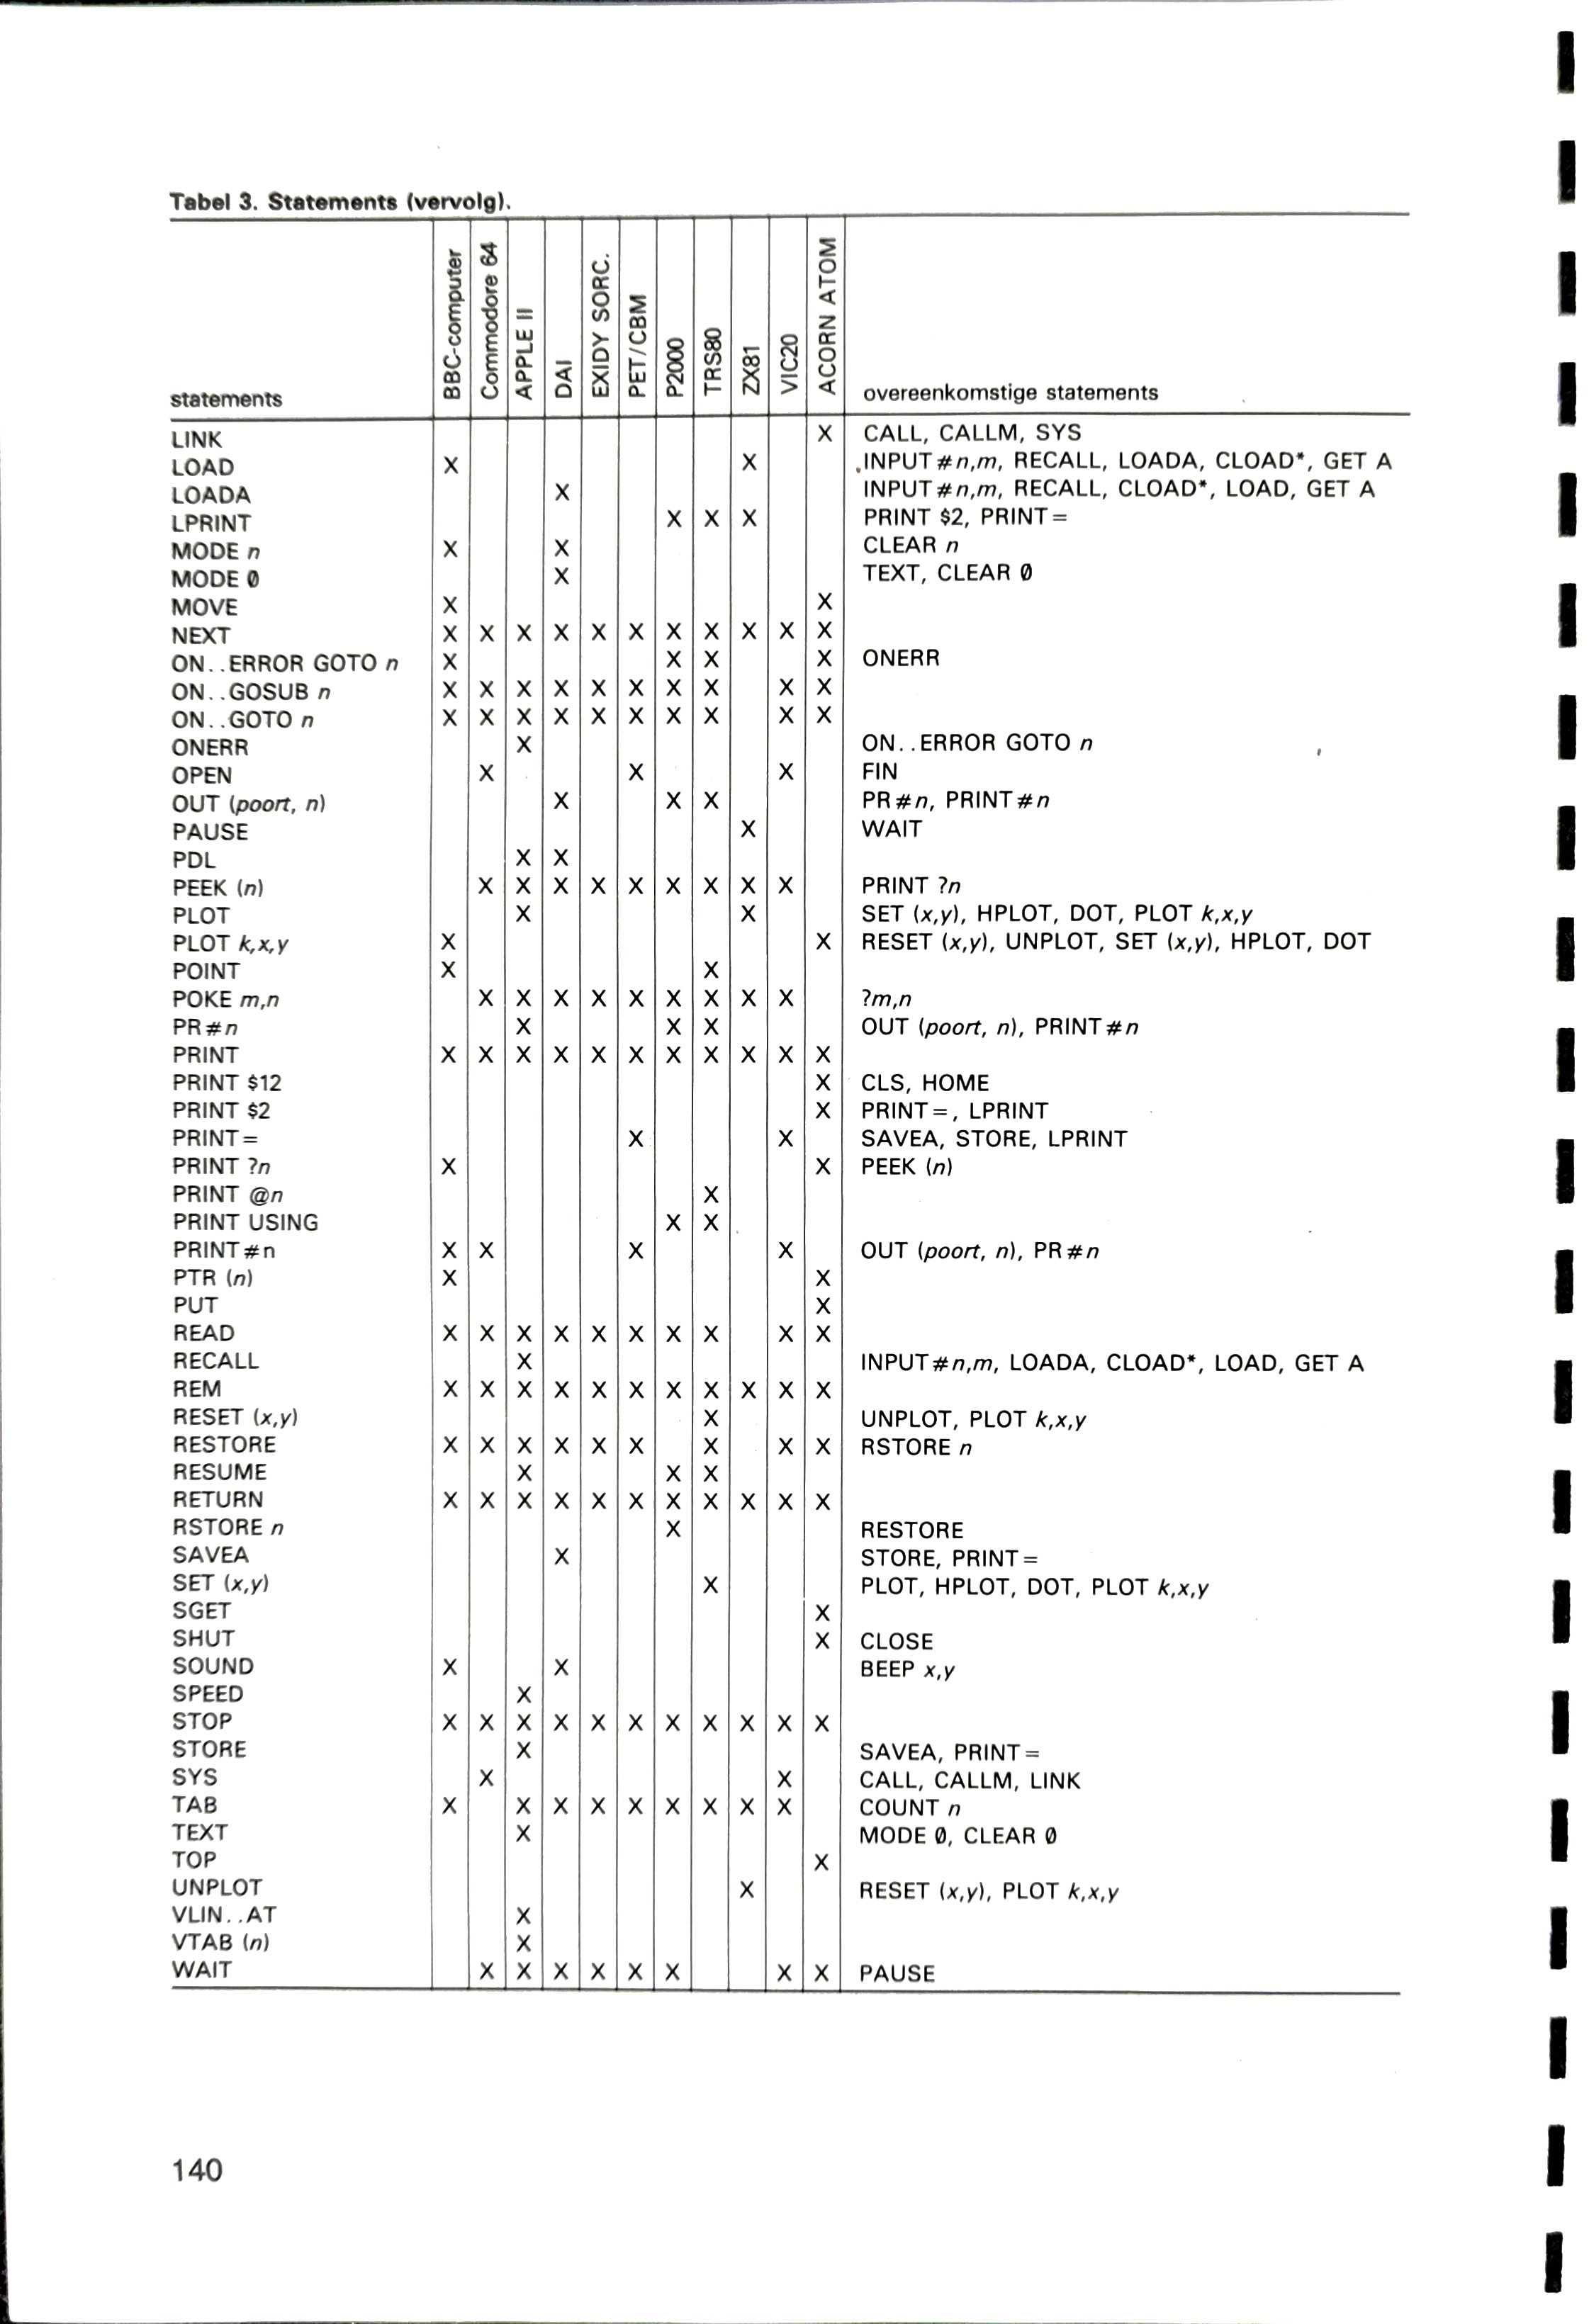 Tabel 3. Statements (vervolg).
statements BBC-computer Commodore 64 APPLE II DAI EXIDY SORC. PET/CBM P2000 TRS80 ZX81 VIC20 ACORN ATOM overeenkomstige statements
LINK X CALL, CALLM, SYS
LOAD X X INPUT#n,m, RECALL, LOADA, CLOAD*, GET A
LOADA X INPUT#n,m, RECALL, CLOAD*, LOAD, GET A
LPRINT X X X PRINT $2, PRINT=
MODE n X X CLEAR n
MODE 0 X TEXT, CLEAR 0
MOVE X X
NEXT X X X X X X X X X X X
ON..ERROR GOTO n X X X X ONERR
ON..GOSUB n X X X X X X X X X X
ON..GOTO n X X X X X X X X X X
ONERR X ON..ERROR GOTO n
OPEN X X X FIN
OUT (poort, n) X X X PR#n, PRINT#n
PAUSE X WAIT
PDL X X
PEEK (n) X X X X X X X X X PRINT ?n
PLOT X X SET (x,y), HPLOT, DOT, PLOT k,x,y
PLOT k,x,y X X RESET (x,y), UNPLOT, SET (x,y), HPLOT, DOT
POINT X X
POKE m,n X X X X X X X X X ?m,n
PR#n X X X OUT (poort, n), PRINT#n
PRINT X X X X X X X X X X X
PRINT $12 X CLS, HOME
PRINT $2 X PRINT=, LPRINT
PRINT= X X SAVEA, STORE, LPRINT
PRINT ?n X X PEEK (n)
PRINT @n X
PRINT USING X X
PRINT#n X X X X OUT (poort, n), PR#n
PTR (n) X X
PUT X
READ X X X X X X X X X X
RECALL X INPUT#n,m, LOADA, CLOAD*, LOAD, GET A
REM X X X X X X X X X X X
RESET (x,y) X UNPLOT, PLOT k,x,y
RESTORE X X X X X X X X X RSTORE n
RESUME X X X
RETURN X X X X X X X X X X X
RSTORE n X RESTORE
SAVEA X STORE, PRINT=
SET (x,y) X PLOT, HPLOT, DOT, PLOT k,x,y
SGET X
SHUT X CLOSE
SOUND X X BEEP x,y
SPEED X
STOP X X X X X X X X X X X
STORE X SAVEA, PRINT=
SYS X X CALL, CALLM, LINK
TAB X X X X X X X X X COUNT n
TEXT X MODE 0, CLEAR 0
TOP X
UNPLOT X RESET (x,y), PLOT k,x,y
VLIN..AT X
VTAB (n) X
WAIT X X X X X X X PAUSE
140